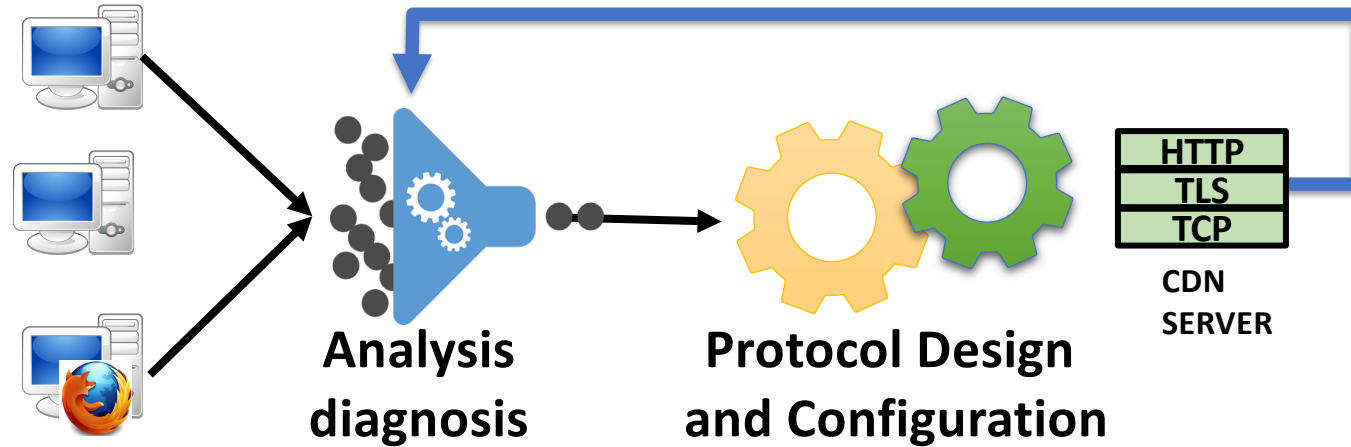 HTTP
TLS
TCP
CDN
SERVER
Analysis
diagnosis
Protocol Design
and Configuration